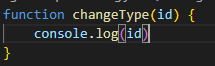 function changeType(id) {
    console.log(id)
}